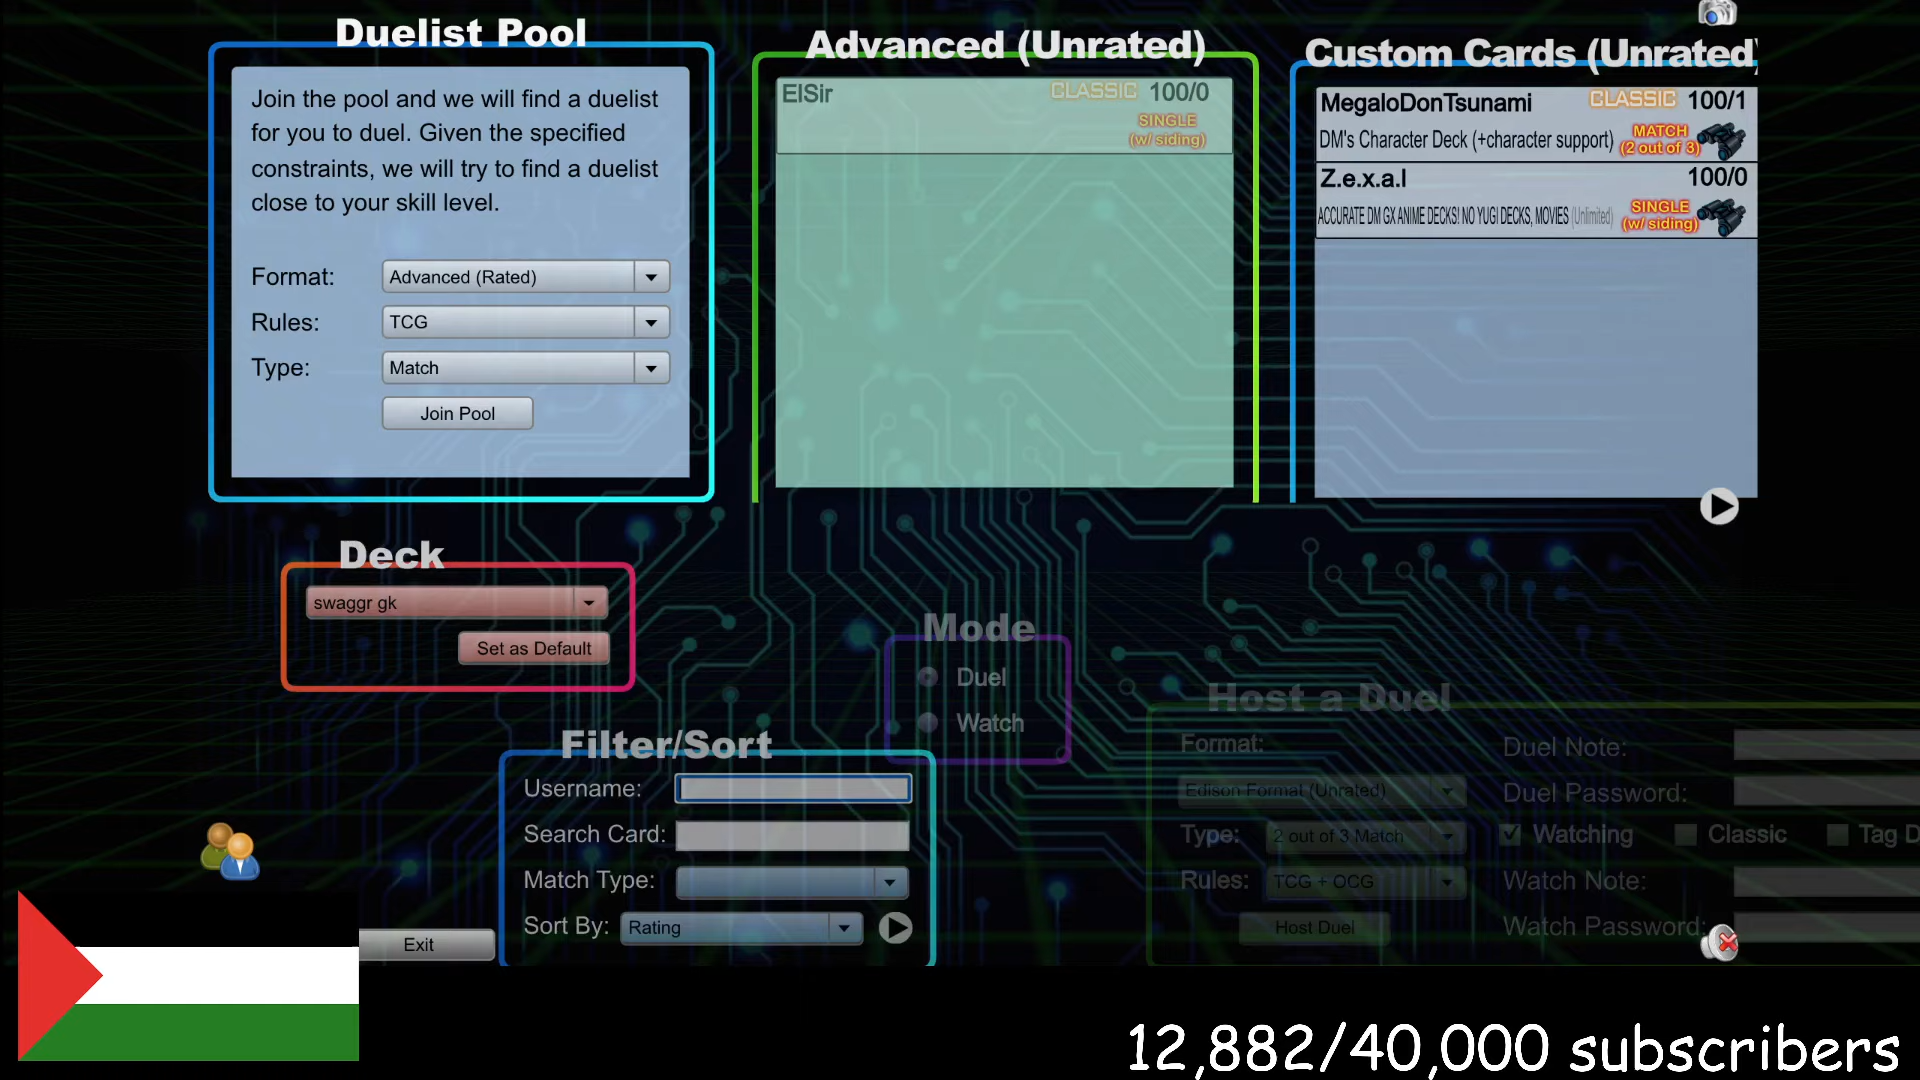 Duelist Pool
Join the pool and we will find a duelist
for you to duel. Given the specified
constraints, we will try to find a duelist
close to your skill level.
Format: Advanced (Rated)
Rules: TCG
Type: Match
Join Pool
Advanced (Unrated)
ElSir CLASSIC 100/0
SINGLE
(w/ siding)
Custom Cards (Unrated)
MegaloDonTsunami CLASSIC 100/1
DM's Character Deck (+character support) MATCH
(2 out of 3)
Z.e.x.a.l 100/0
ACCURATE DM GX ANIME DECKS! NO YUGI DECKS, MOVIES (Unlimited) SINGLE
(w/ siding)
Deck
swaggr gk
Set as Default
Mode
Duel
Watch
Filter/Sort
Username:
Search Card:
Match Type:
Sort By: Rating
Exit
Host a Duel
Format:
Edison Format (Unrated)
Type: 2 out of 3 Match
Rules: TCG + OCG
Host Duel
Duel Note:
Duel Password:
Watching Classic Tag D
Watch Note:
Watch Password:
12,882/40,000 subscribers